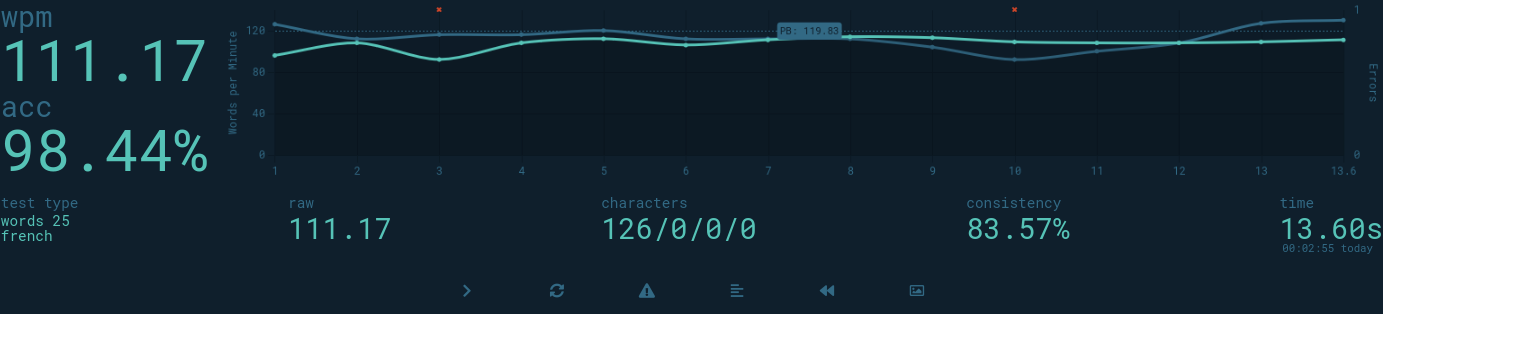 wpm
111.17
acc
98.44%
Words per Minute
120
80
40
0
PB: 119.83
1
0
Errors
1 2 3 4 5 6 7 8 9 10 11 12 13 13.6
test type
words 25
french
raw
111.17
characters
126/0/0/0
consistency
83.57%
time
13.60s
00:02:55 today